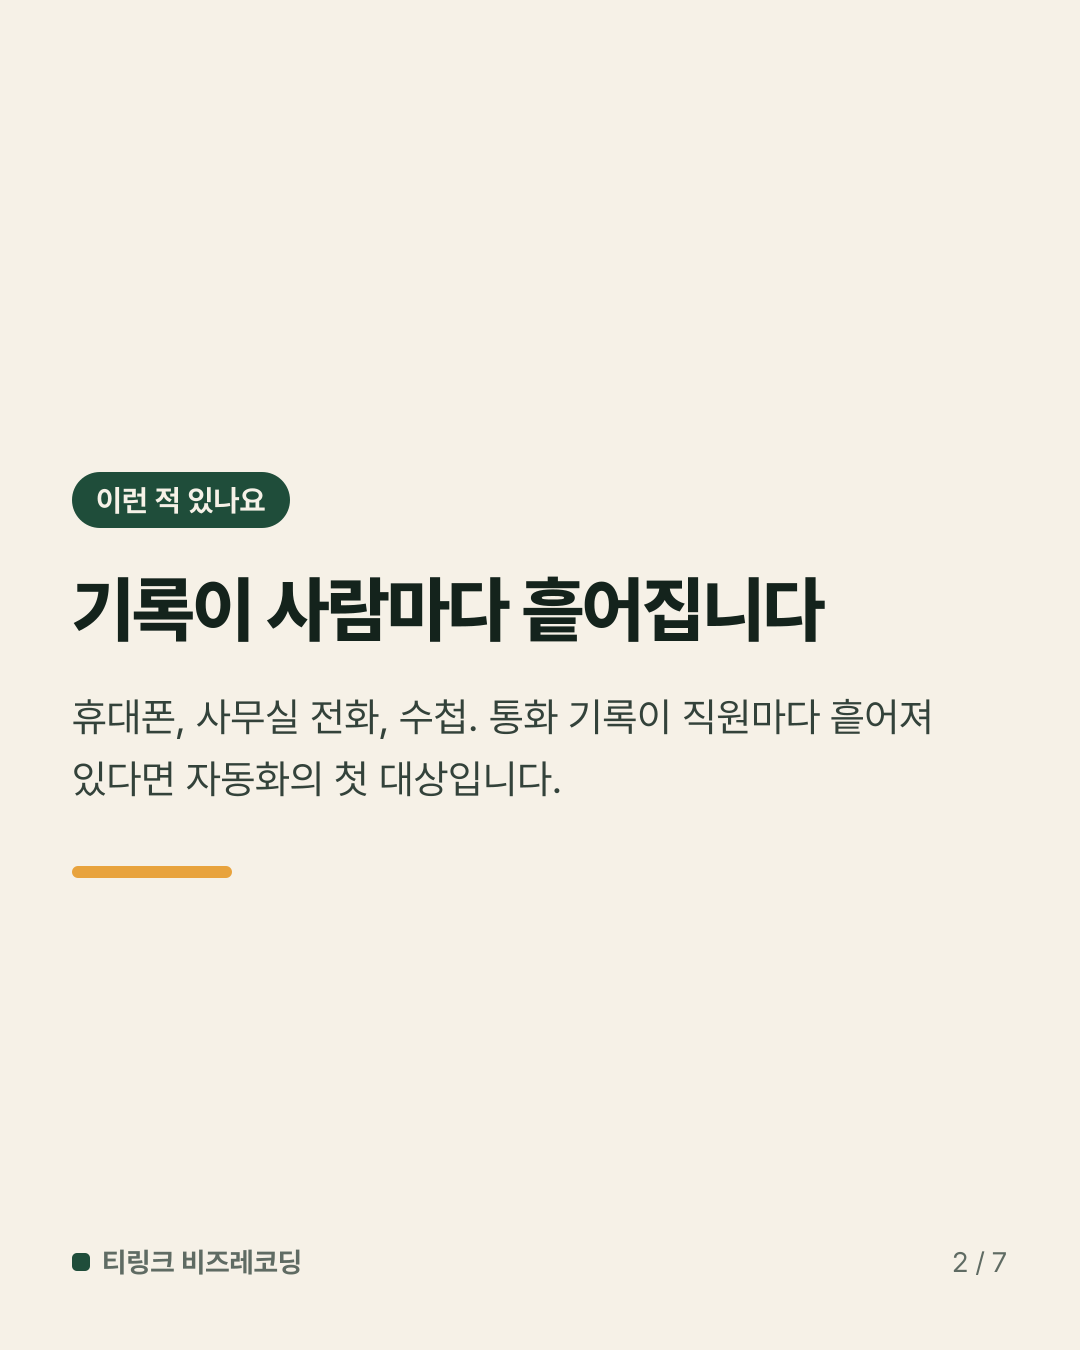 이런 적 있나요
기록이 사람마다 흩어집니다
휴대폰, 사무실 전화, 수첩. 통화 기록이 직원마다 흩어져
있다면 자동화의 첫 대상입니다.
티링크 비즈레코딩
2 / 7